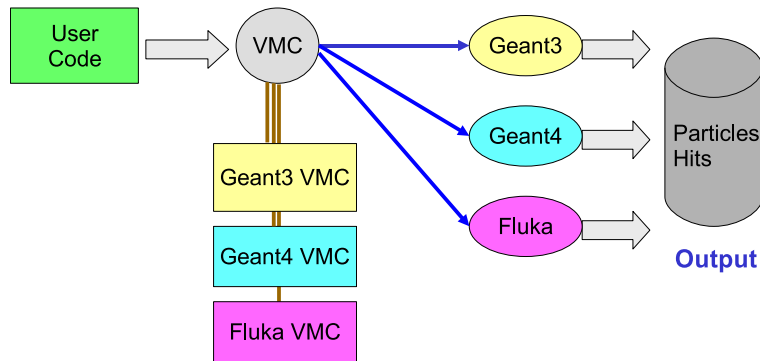 User
Code
VMC
Geant3
Geant4
Fluka
Particles
Hits
Output
Geant3 VMC
Geant4 VMC
Fluka VMC